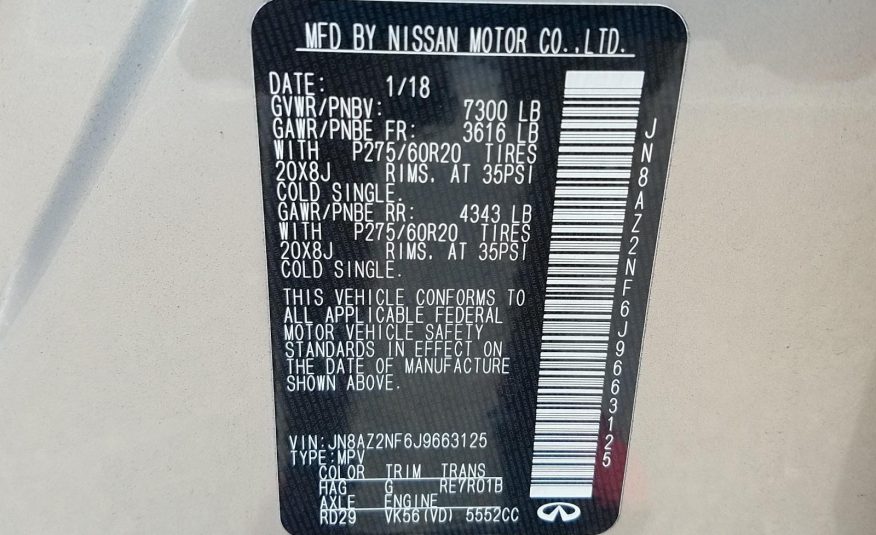 MFD BY NISSAN MOTOR CO.,LTD.
DATE: 1/18
GVWR/PNBV: 7300 LB
GAWR/PNBE FR: 3616 LB
WITH P275/60R20 TIRES
20X8J RIMS. AT 35PSI
COLD SINGLE.
GAWR/PNBE RR: 4343 LB
WITH P275/60R20 TIRES
20X8J RIMS. AT 35PSI
COLD SINGLE.
THIS VEHICLE CONFORMS TO
ALL APPLICABLE FEDERAL
MOTOR VEHICLE SAFETY
STANDARDS IN EFFECT ON
THE DATE OF MANUFACTURE
SHOWN ABOVE.
VIN:JN8AZ2NF6J9663125
TYPE:MPV
COLOR TRIM TRANS
HAG G RE7R01B
AXLE ENGINE
RD29 VK56(VD) 5552CC
JN8AZ2NF6J9663125